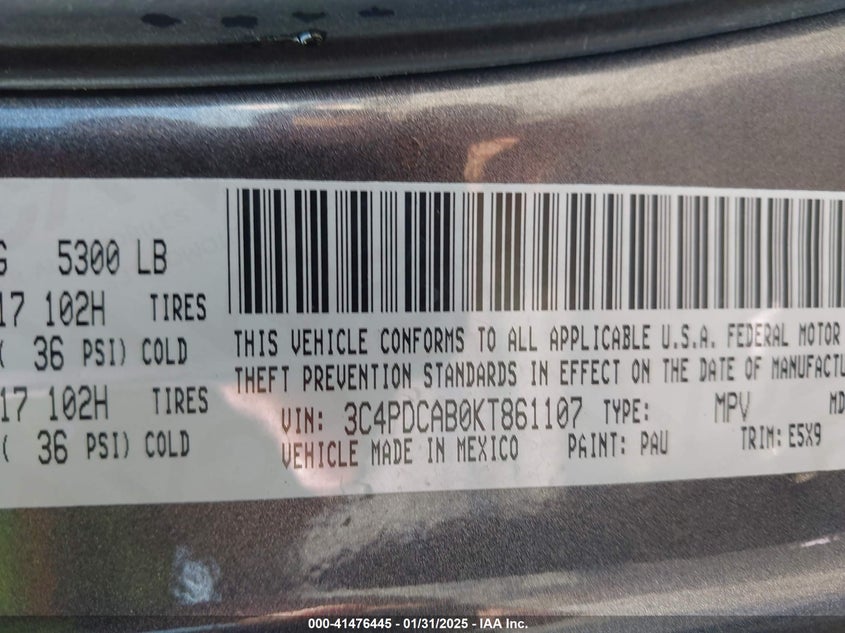 G 5300 LB
17 102H TIRES
( 36 PSI) COLD
17 102H TIRES
( 36 PSI) COLD
THIS VEHICLE CONFORMS TO ALL APPLICABLE U.S.A. FEDERAL MOTOR
THEFT PREVENTION STANDARDS IN EFFECT ON THE DATE OF MANUFACTU
VIN: 3C4PDCAB0KT861107 TYPE: MPV MD
VEHICLE MADE IN MEXICO PAINT: PAU TRIM: E5X9
000-41476445 - 01/31/2025 - IAA Inc.